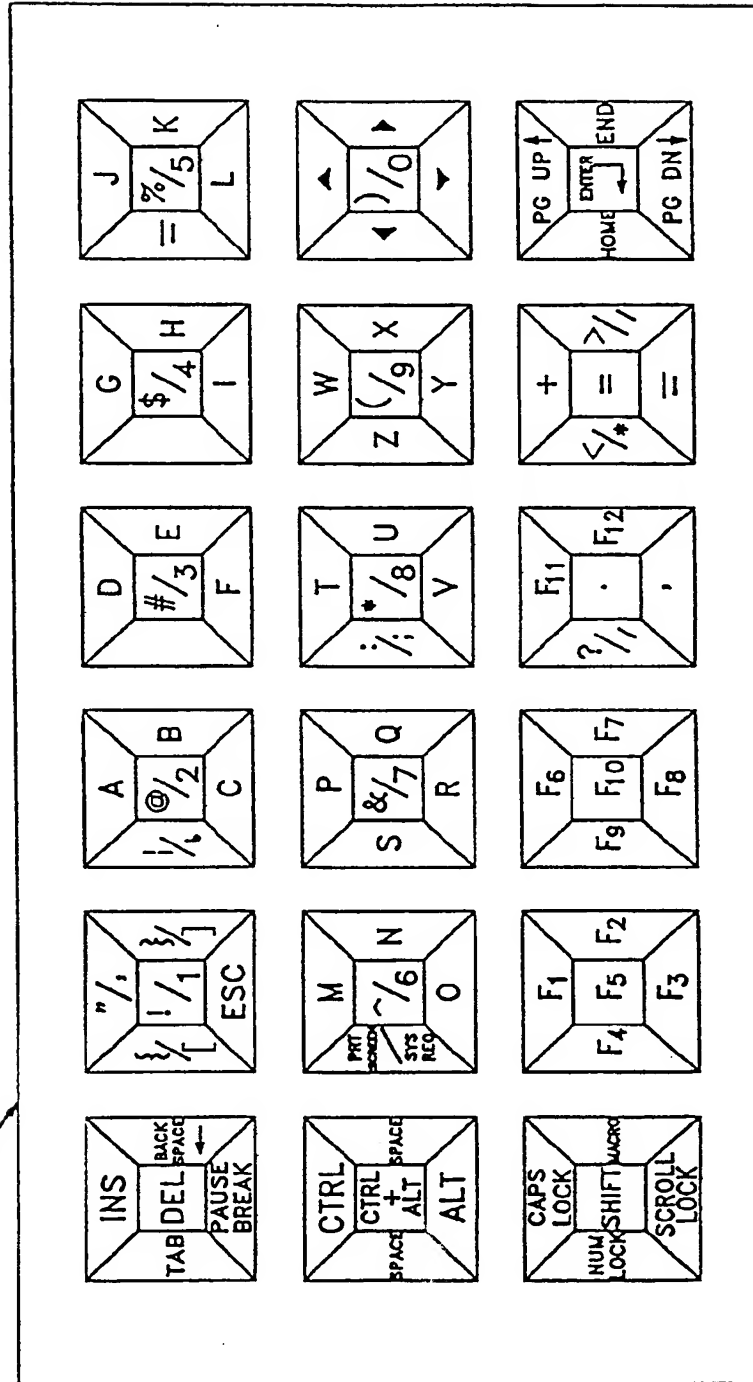 INS
TAB DEL BACK SPACE ←
PAUSE BREAK
"/'
!/1
ESC
A
@/2 B
C
D
#/3 E
F
G
$/4 H
I
J
= %/5 K
L
CTRL
SPACE CTRL + ALT SPACE
ALT
M
PRT SCREEN / SYS REQ ~/6 N
O
P
S &/7 Q
R
T
:/; */8 U
V
W
Z (/9 X
Y
)/0
CAPS LOCK
NUM LOCK SHIFT MACRO
SCROLL LOCK
F1
F4 F5 F2
F3
F6
F9 F10 F7
F8
F11
?/ . F12
,
+
</* = >/
=
PG UP
HOME ENTER END
PG DN